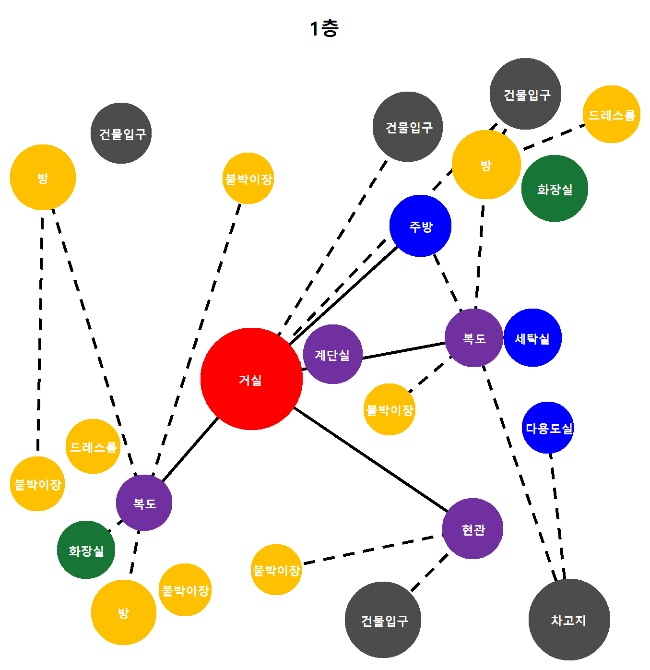 1층
건물입구
건물입구
건물입구
드레스룸
방
붙박이장
방
화장실
주방
계단실
복도
세탁실
거실
붙박이장
다용도실
드레스룸
붙박이장
복도
현관
화장실
붙박이장
방
붙박이장
건물입구
차고지